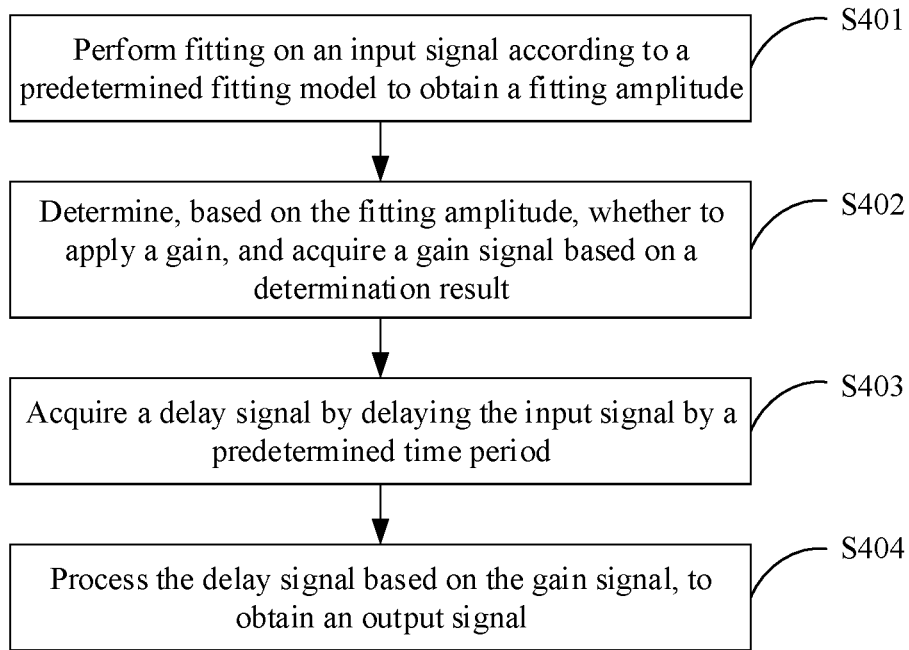 Perform fitting on an input signal according to a
predetermined fitting model to obtain a fitting amplitude
S401
Determine, based on the fitting amplitude, whether to
apply a gain, and acquire a gain signal based on a
determination result
S402
Acquire a delay signal by delaying the input signal by a
predetermined time period
S403
Process the delay signal based on the gain signal, to
obtain an output signal
S404